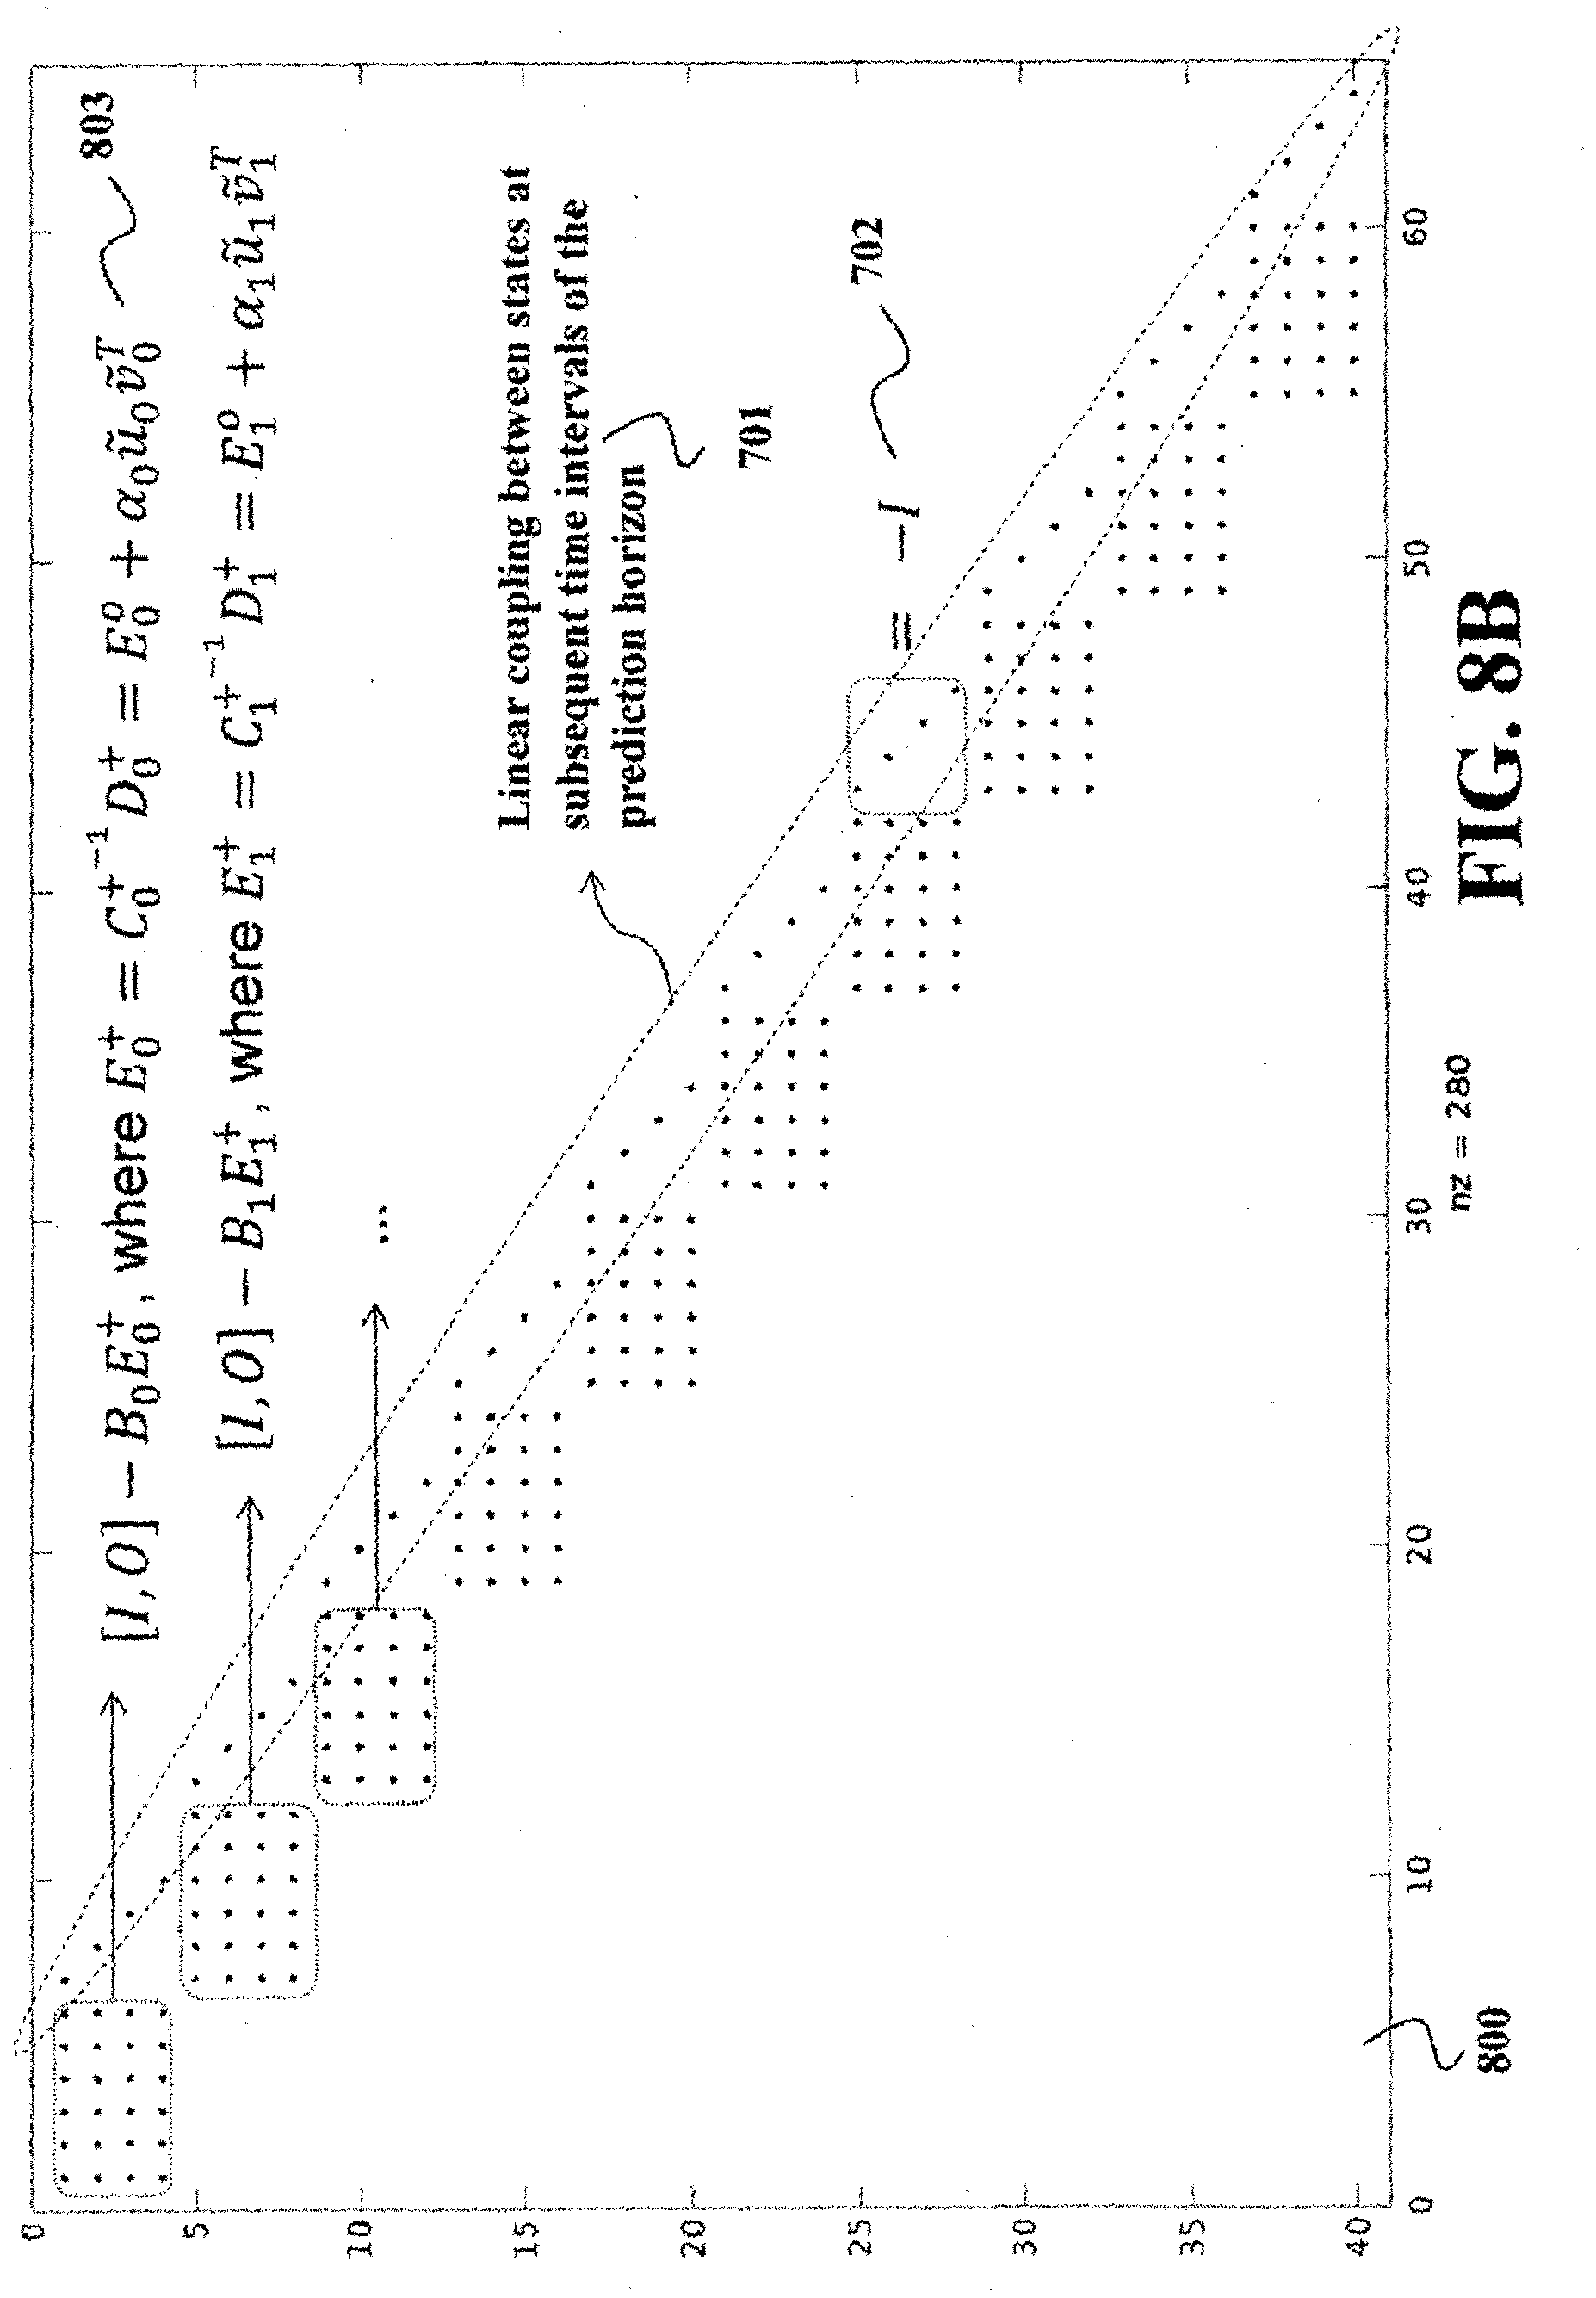 803
[I, O] − B₀E₀⁺, where E₀⁺ = C₀⁺⁻¹ D₀⁺ = E₀ᵒ + α₀ũ₀ṽ₀ᵀ
[I, O] − B₁E₁⁺, where E₁⁺ = C₁⁺⁻¹ D₁⁺ = E₁ᵒ + α₁ũ₁ṽ₁ᵀ
...
Linear coupling between states at
subsequent time intervals of the
prediction horizon
701
= −I
702
0
5
10
15
20
25
30
35
40
0
10
20
30
40
50
60
nz = 280
800
FIG. 8B